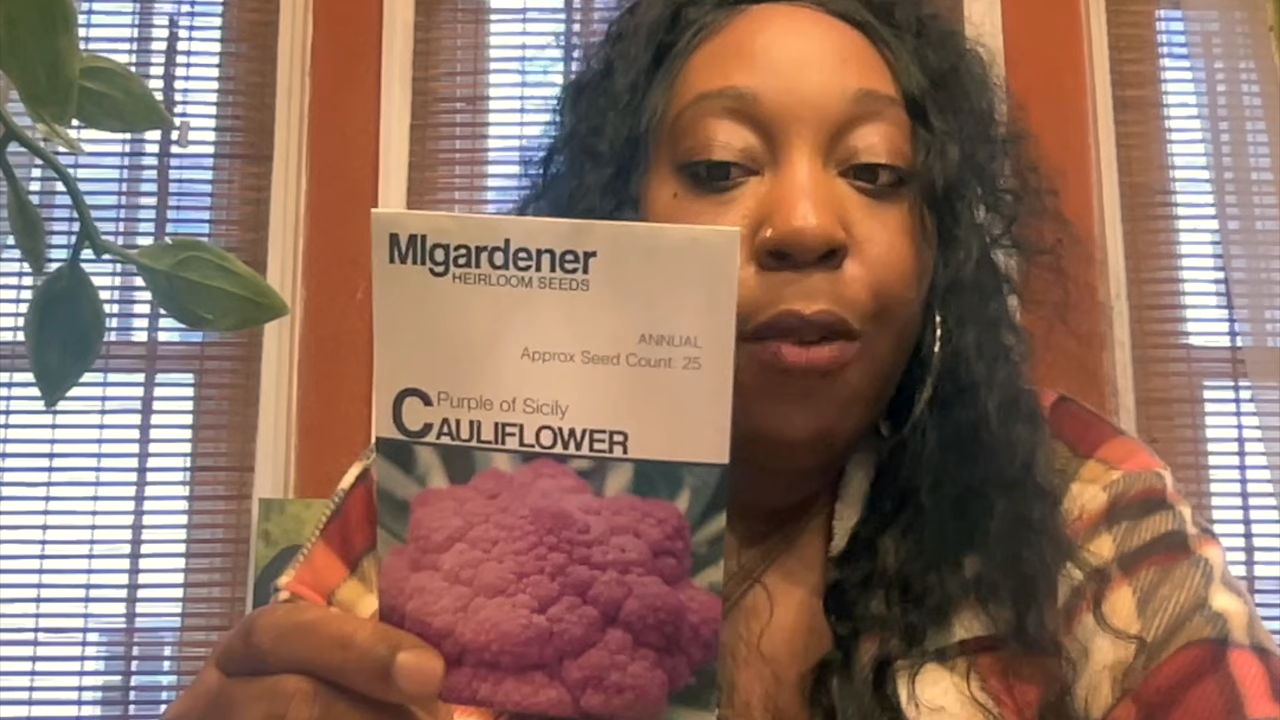 MIgardener
HEIRLOOM SEEDS
ANNUAL
Approx Seed Count: 25
Purple of Sicily
CAULIFLOWER